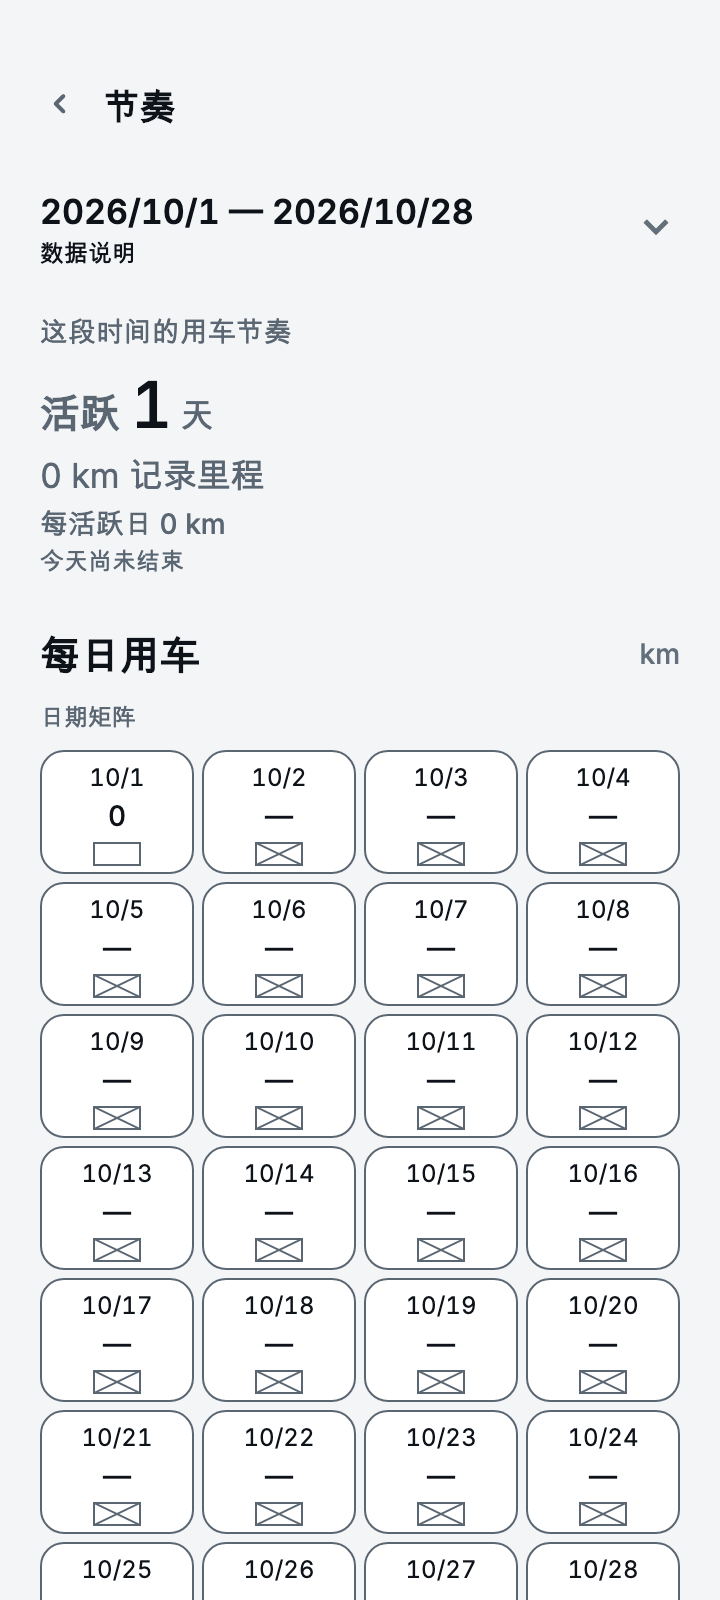 节奏
2026/10/1 — 2026/10/28
数据说明
这段时间的用车节奏
活跃 1 天
0 km 记录里程
每活跃日 0 km
今天尚未结束
每日用车 km
日期矩阵
10/1 10/2 10/3 10/4
0 — — —
10/5 10/6 10/7 10/8
— — — —
10/9 10/10 10/11 10/12
— — — —
10/13 10/14 10/15 10/16
— — — —
10/17 10/18 10/19 10/20
— — — —
10/21 10/22 10/23 10/24
— — — —
10/25 10/26 10/27 10/28